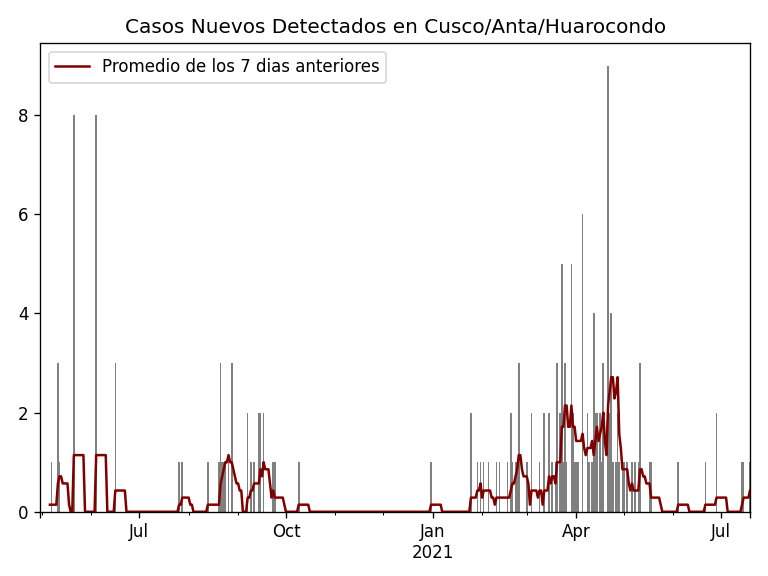 Casos Nuevos Detectados en Cusco/Anta/Huarocondo
Promedio de los 7 dias anteriores
8
6
4
2
0
Jul Oct Jan Apr Jul
2021